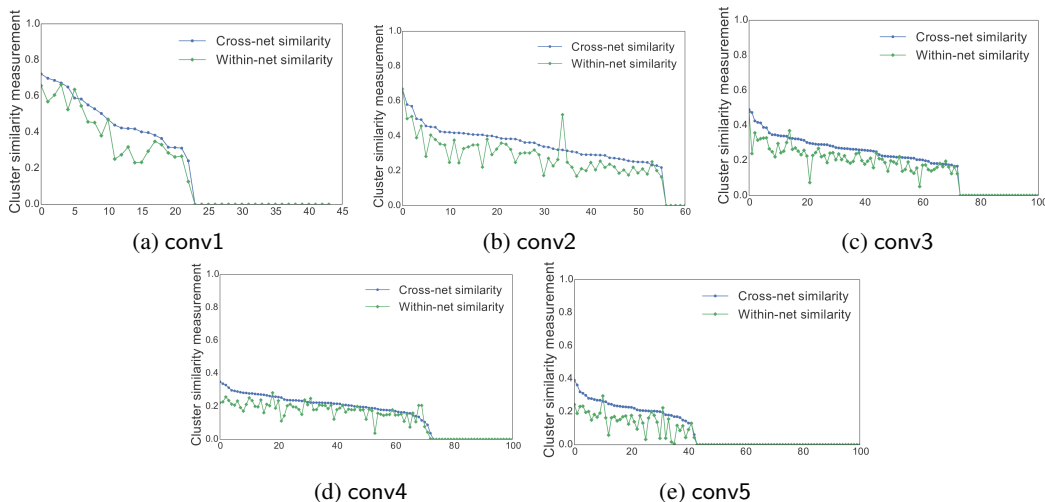 Cluster similarity measurement
1.0
0.8
0.6
0.4
0.2
0.0
0 5 10 15 20 25 30 35 40 45
Cross-net similarity
Within-net similarity
(a) conv1
Cluster similarity measurement
1.0
0.8
0.6
0.4
0.2
0.0
0 10 20 30 40 50 60
Cross-net similarity
Within-net similarity
(b) conv2
Cluster similarity measurement
1.0
0.8
0.6
0.4
0.2
0.0
0 20 40 60 80 100
Cross-net similarity
Within-net similarity
(c) conv3
Cluster similarity measurement
1.0
0.8
0.6
0.4
0.2
0.0
0 20 40 60 80 100
Cross-net similarity
Within-net similarity
(d) conv4
Cluster similarity measurement
1.0
0.8
0.6
0.4
0.2
0.0
0 20 40 60 80 100
Cross-net similarity
Within-net similarity
(e) conv5